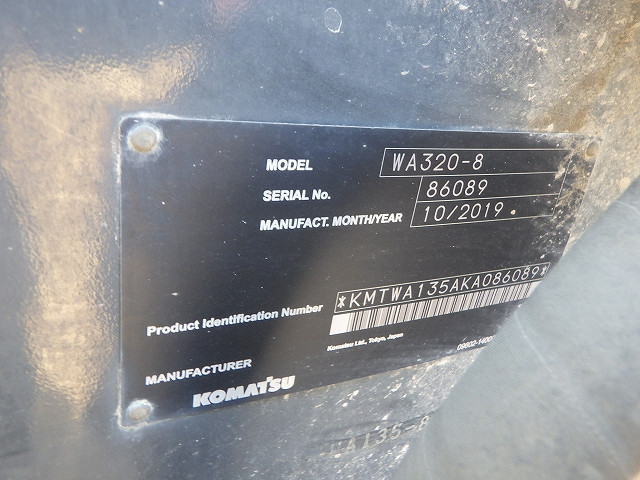 MODEL WA320-8
SERIAL No. 86089
MANUFACT. MONTH/YEAR 10/2019
Product Identification Number *KMTWA135AKA086089*
Komatsu Ltd., Tokyo, Japan
MANUFACTURER KOMATSU